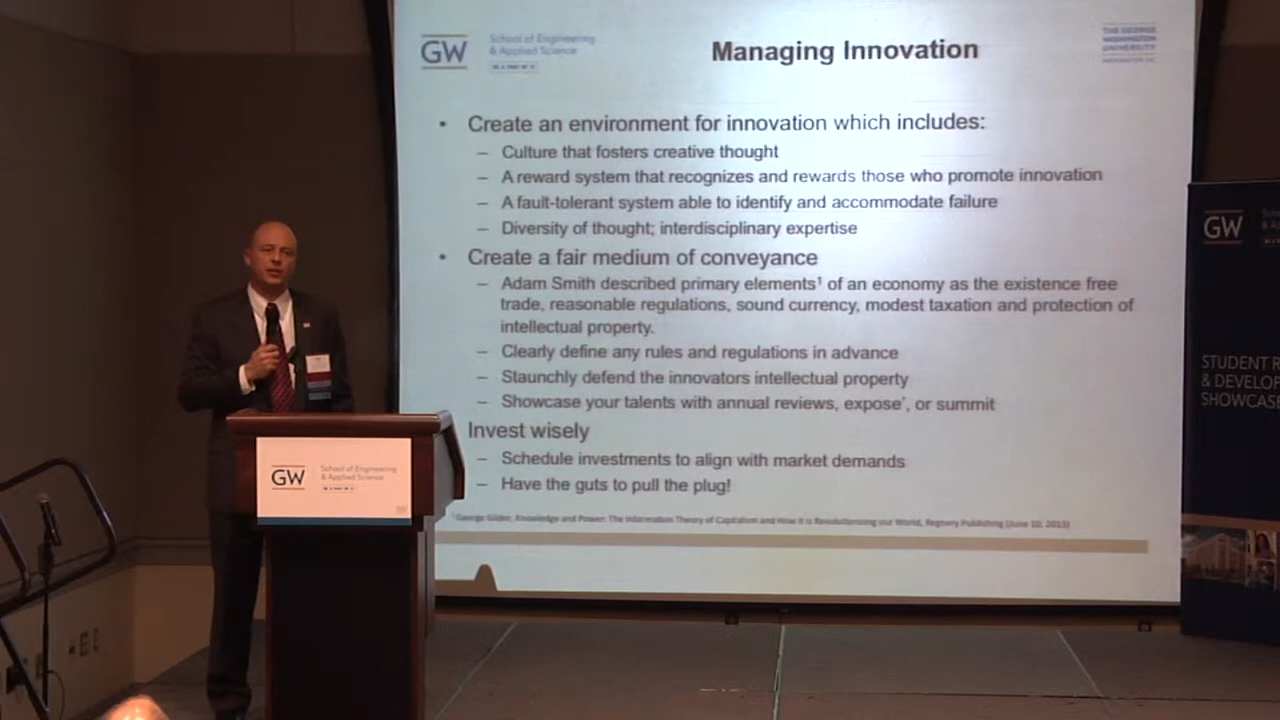 GW
School of Engineering
& Applied Science
THE GEORGE
WASHINGTON
UNIVERSITY
WASHINGTON, DC
Managing Innovation
• Create an environment for innovation which includes:
– Culture that fosters creative thought
– A reward system that recognizes and rewards those who promote innovation
– A fault-tolerant system able to identify and accommodate failure
– Diversity of thought; interdisciplinary expertise
• Create a fair medium of conveyance
– Adam Smith described primary elements¹ of an economy as the existence free
trade, reasonable regulations, sound currency, modest taxation and protection of
intellectual property.
– Clearly define any rules and regulations in advance
– Staunchly defend the innovators intellectual property
– Showcase your talents with annual reviews, expose', or summit
Invest wisely
– Schedule investments to align with market demands
– Have the guts to pull the plug!
¹ George Gilder, Knowledge and Power: The Information Theory of Capitalism and How it is Revolutionizing our World, Regnery Publishing (June 10, 2013)
GW
School of Engineering
& Applied Science
GW
STUDENT R
& DEVELOP
SHOWCASE